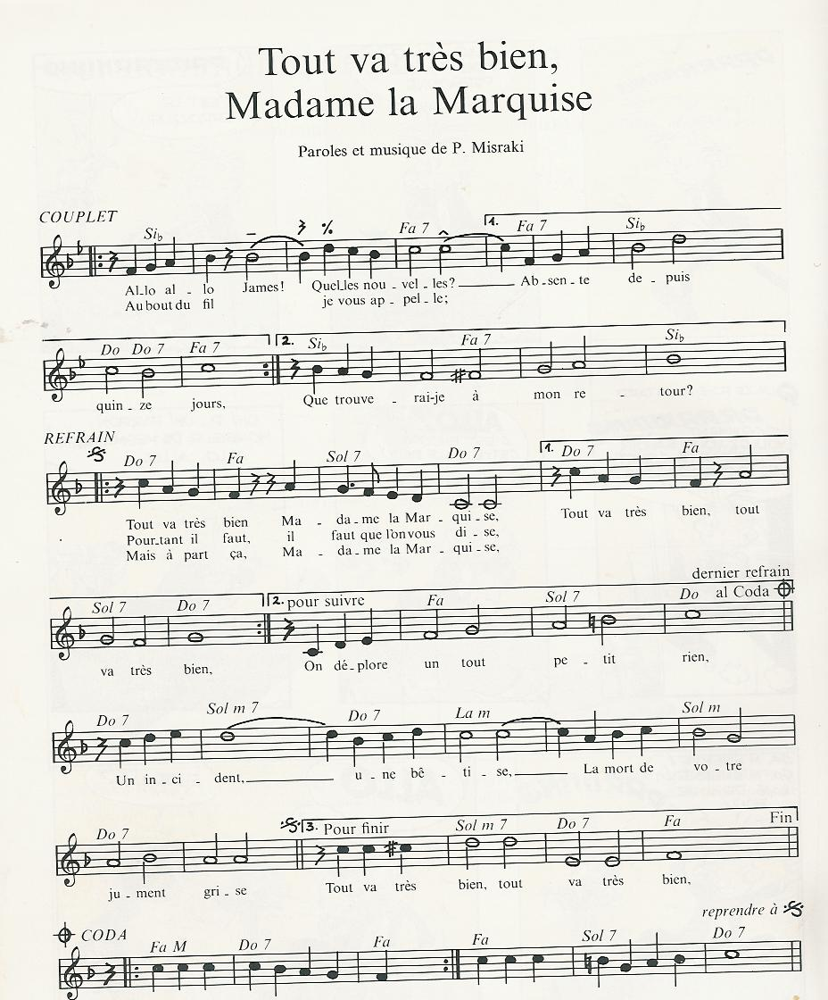 Tout va très bien,
Madame la Marquise
Paroles et musique de P. Misraki
COUPLET
Si♭ Fa 7 1. Fa 7 Si♭
Al-lo al - lo James! Quel-les nou - vel - les? Ab-sen-te de - puis
Au bout du fil je vous ap - pel - le;
Do Do 7 Fa 7 2. Si♭ Fa 7 Si♭
quin - ze jours, Que trouve - rai-je à mon re - tour?
REFRAIN
Do 7 Fa Sol 7 Do 7 1. Do 7 Fa
Tout va très bien Ma - da-me la Mar - qui-se, Tout va très bien, tout
Pour-tant il faut, il faut que l'on vous di - se,
Mais à part ça, Ma - da-me la Mar - qui-se,
dernier refrain
Sol 7 Do 7 2. pour suivre Fa Sol 7 Do al Coda
va très bien, On dé-plore un tout pe - tit rien,
Do 7 Sol m 7 Do 7 La m Sol m
Un in - ci - dent, u - ne bê - ti - se, La mort de vo - tre
Do 7 3. Pour finir Sol m 7 Do 7 Fa Fin
ju - ment gri - se Tout va très bien, tout va très bien,
reprendre à
CODA
Fa M Do 7 Fa Fa Sol 7 Do 7